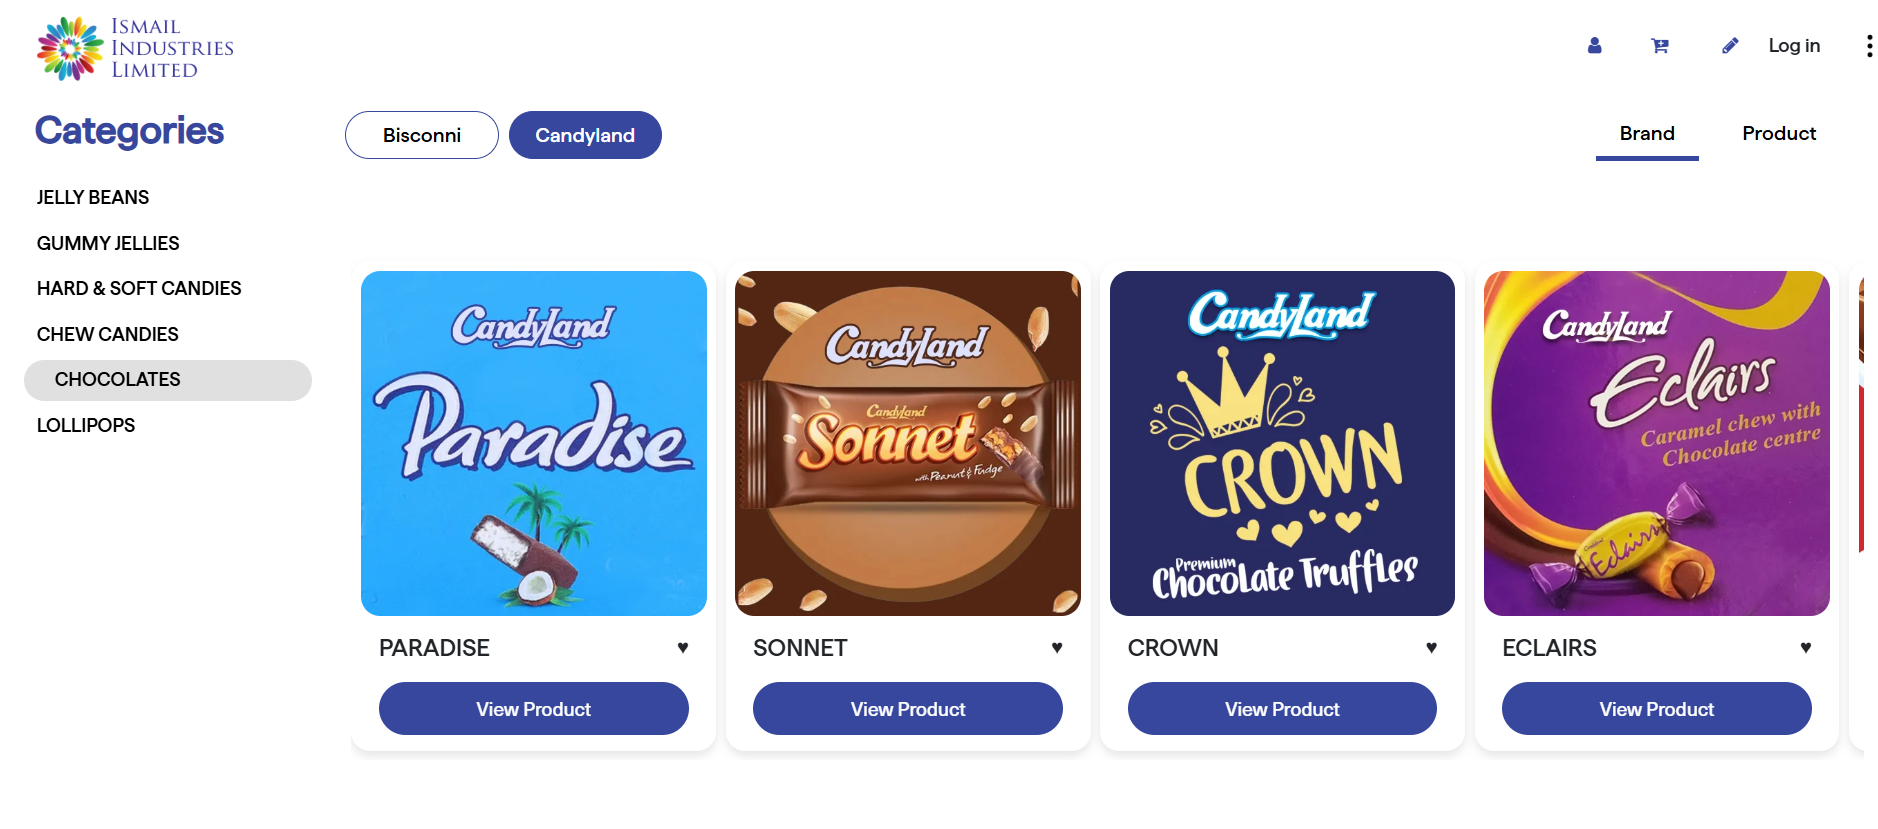 ISMAIL
INDUSTRIES
LIMITED
Log in
Categories
Bisconni
Candyland
Brand
Product
JELLY BEANS
GUMMY JELLIES
HARD & SOFT CANDIES
CHEW CANDIES
CHOCOLATES
LOLLIPOPS
CandyLand
Paradise
CandyLand
CandyLand
Sonnet
with Peanut & Fudge
CandyLand
CROWN
Premium
Chocolate Truffles
CandyLand
Eclairs
Caramel chew with
Chocolate centre
Eclairs
PARADISE
SONNET
CROWN
ECLAIRS
View Product
View Product
View Product
View Product